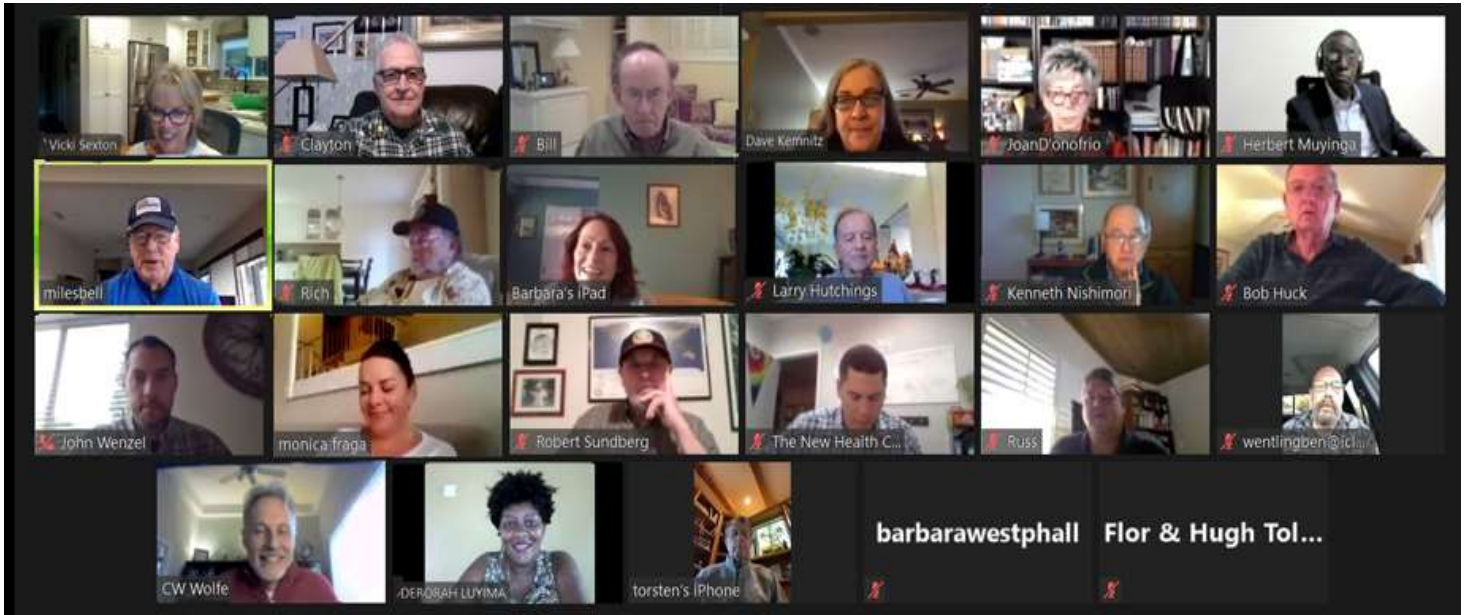 Vicki Sexton
Clayton
Bill
Dave Kemnitz
JoanD'onofrio
Herbert Muyinga
milesbell
Rich
Barbara's iPad
Larry Hutchings
Kenneth Nishimori
Bob Huck
John Wenzel
monica fraga
Robert Sundberg
The New Health C...
Russ
wentlingben@icl...
CW Wolfe
DEBORAH LUYIMA
torsten's iPhone
barbarawestphall
Flor & Hugh Tol...